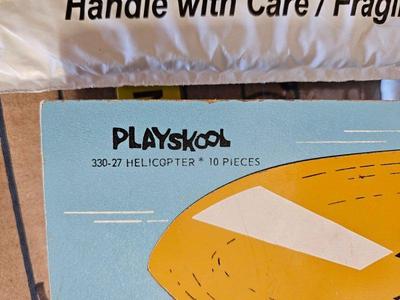 Handle with Care / Fragi
PLAYSKOOL
330-27 HELICOPTER * 10 PIECES